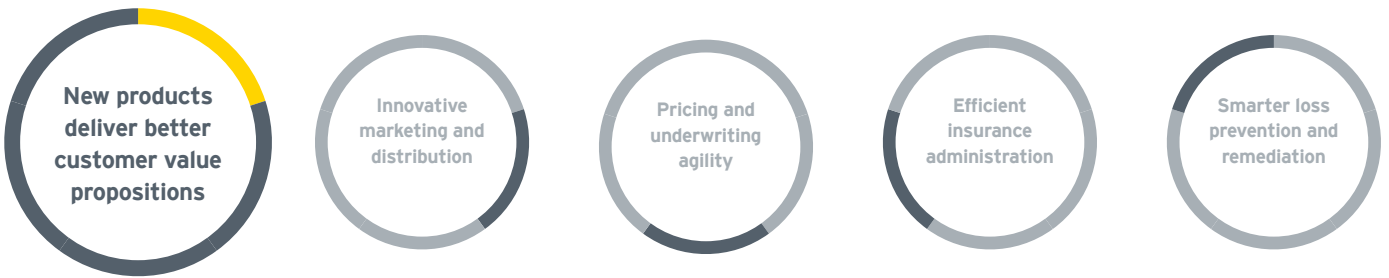 New products
deliver better
customer value
propositions
Innovative
marketing and
distribution
Pricing and
underwriting
agility
Efficient
insurance
administration
Smarter loss
prevention and
remediation